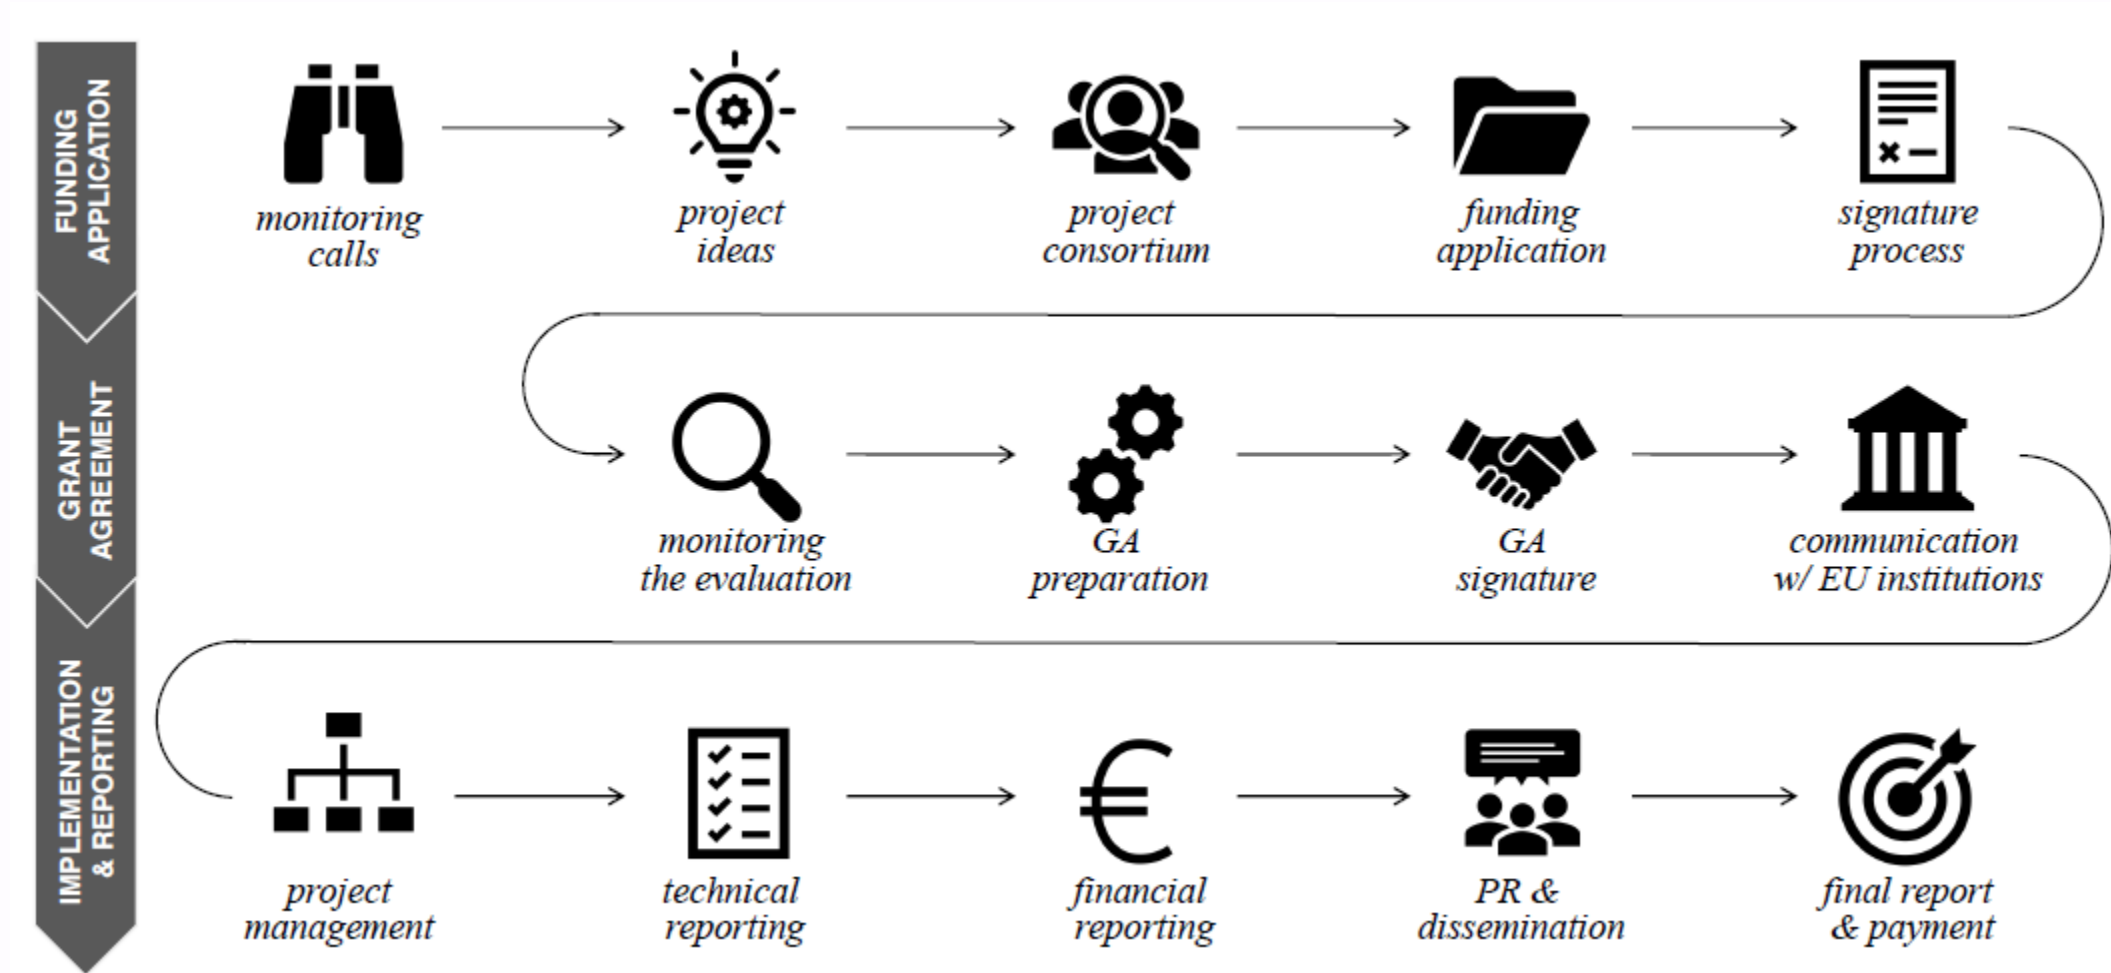 FUNDING
APPLICATION
monitoring
calls
project
ideas
project
consortium
funding
application
signature
process
GRANT
AGREEMENT
monitoring
the evaluation
GA
preparation
GA
signature
communication
w/ EU institutions
IMPLEMENTATION
& REPORTING
project
management
technical
reporting
€
financial
reporting
PR &
dissemination
final report
& payment